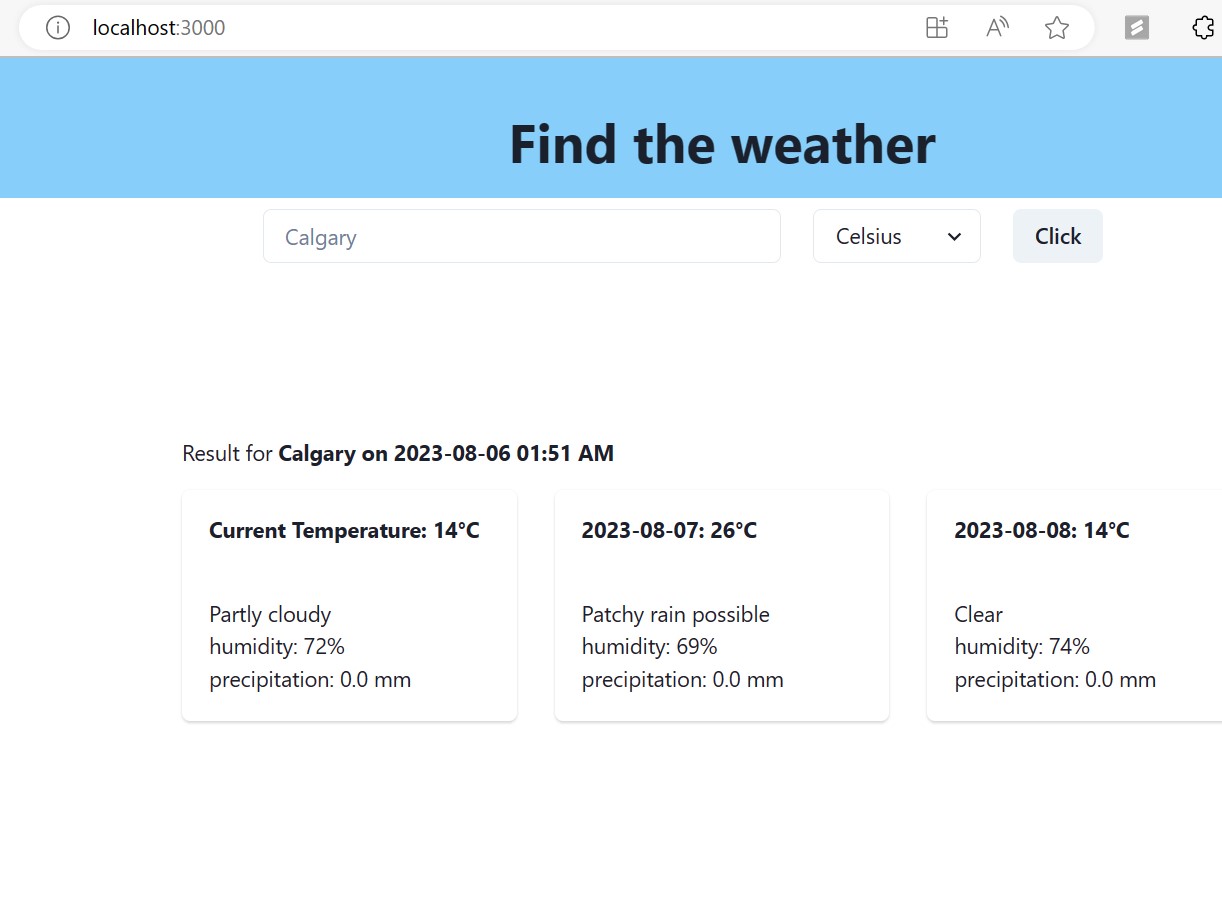 localhost:3000
Find the weather
Calgary
Celsius
Click
Result for Calgary on 2023-08-06 01:51 AM
Current Temperature: 14°C
Partly cloudy
humidity: 72%
precipitation: 0.0 mm
2023-08-07: 26°C
Patchy rain possible
humidity: 69%
precipitation: 0.0 mm
2023-08-08: 14°C
Clear
humidity: 74%
precipitation: 0.0 mm